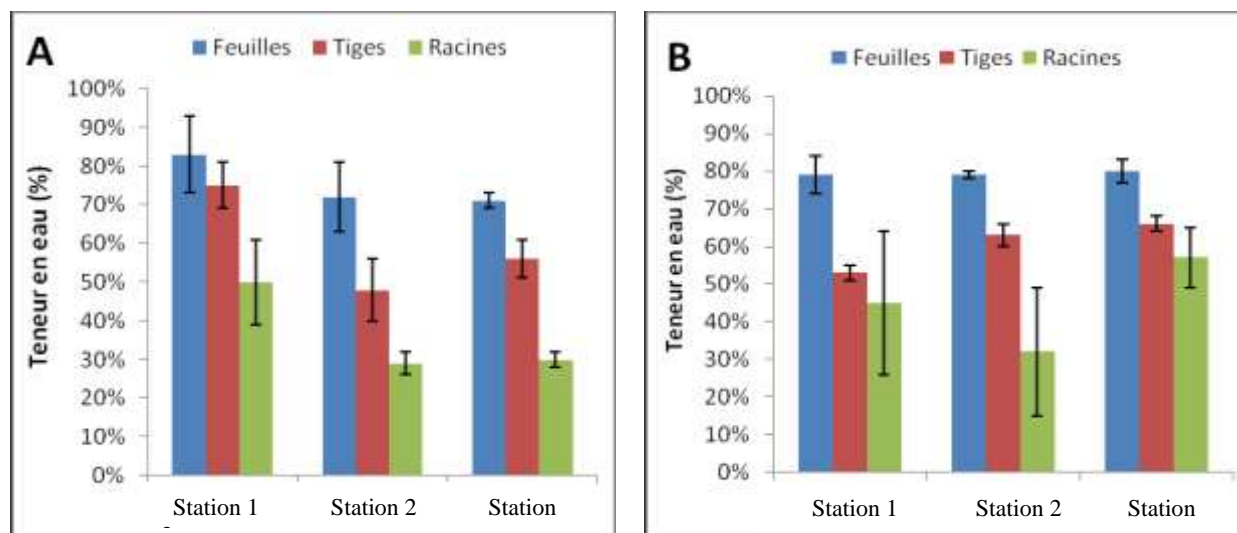 A
Feuilles Tiges Racines
Teneur en eau (%)
100%
90%
80%
70%
60%
50%
40%
30%
20%
10%
0%
Station 1 Station 2 Station
B
Feuilles Tiges Racines
Teneur en eau (%)
100%
90%
80%
70%
60%
50%
40%
30%
20%
10%
0%
Station 1 Station 2 Station